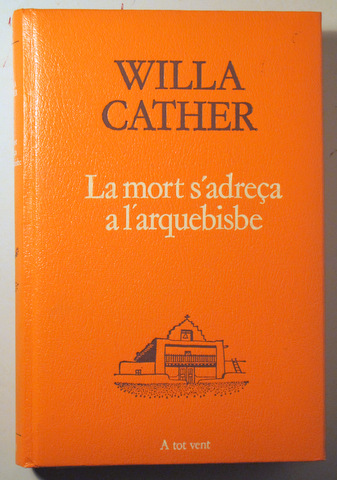 WILLA
CATHER
La mort s'adreça
a l'arquebisbe
A tot vent